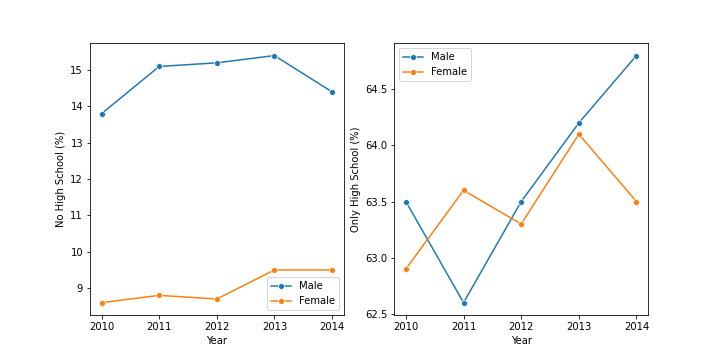 No High School (%)
15
14
13
12
11
10
9
2010 2011 2012 2013 2014
Year
Male
Female
Only High School (%)
64.5
64.0
63.5
63.0
62.5
2010 2011 2012 2013 2014
Year
Male
Female